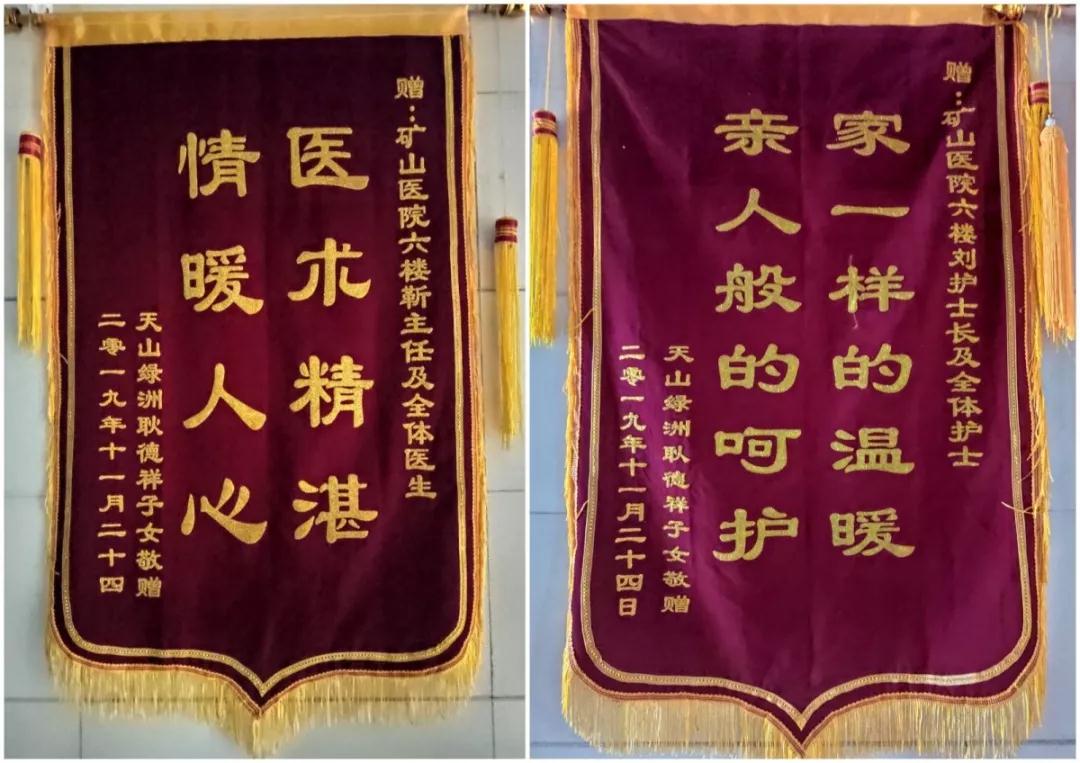 赠：矿山医院六楼靳主任及全体医生
医术精湛
情暖人心
天山绿洲耿德祥子女敬赠
二零一九年十一月二十四
赠：矿山医院六楼刘护士长及全体护士
家一样的温暖
亲人般的呵护
天山绿洲耿德祥子女敬赠
二零一九年十一月二十四日